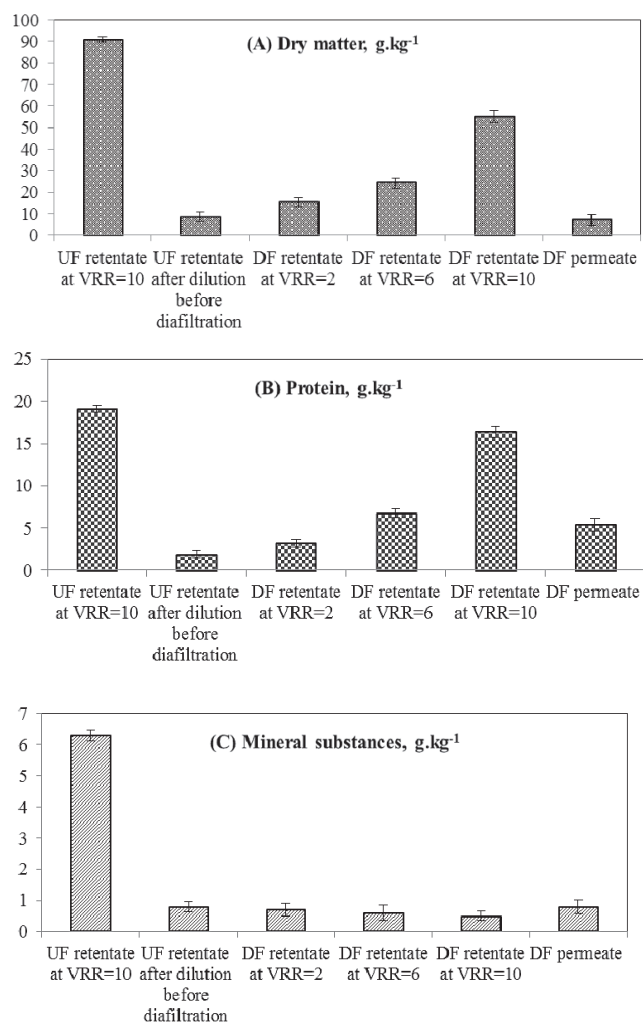 (A) Dry matter, g.kg-1
100
90
80
70
60
50
40
30
20
10
0
UF retentate at VRR=10
UF retentate after dilution before diafiltration
DF retentate at VRR=2
DF retentate at VRR=6
DF retentate at VRR=10
DF permeate
(B) Protein, g.kg-1
25
20
15
10
5
0
UF retentate at VRR=10
UF retentate after dilution before diafiltration
DF retentate at VRR=2
DF retentate at VRR=6
DF retentate at VRR=10
DF permeate
(C) Mineral substances, g.kg-1
7
6
5
4
3
2
1
0
UF retentate at VRR=10
UF retentate after dilution before diafiltration
DF retentate at VRR=2
DF retentate at VRR=6
DF retentate at VRR=10
DF permeate